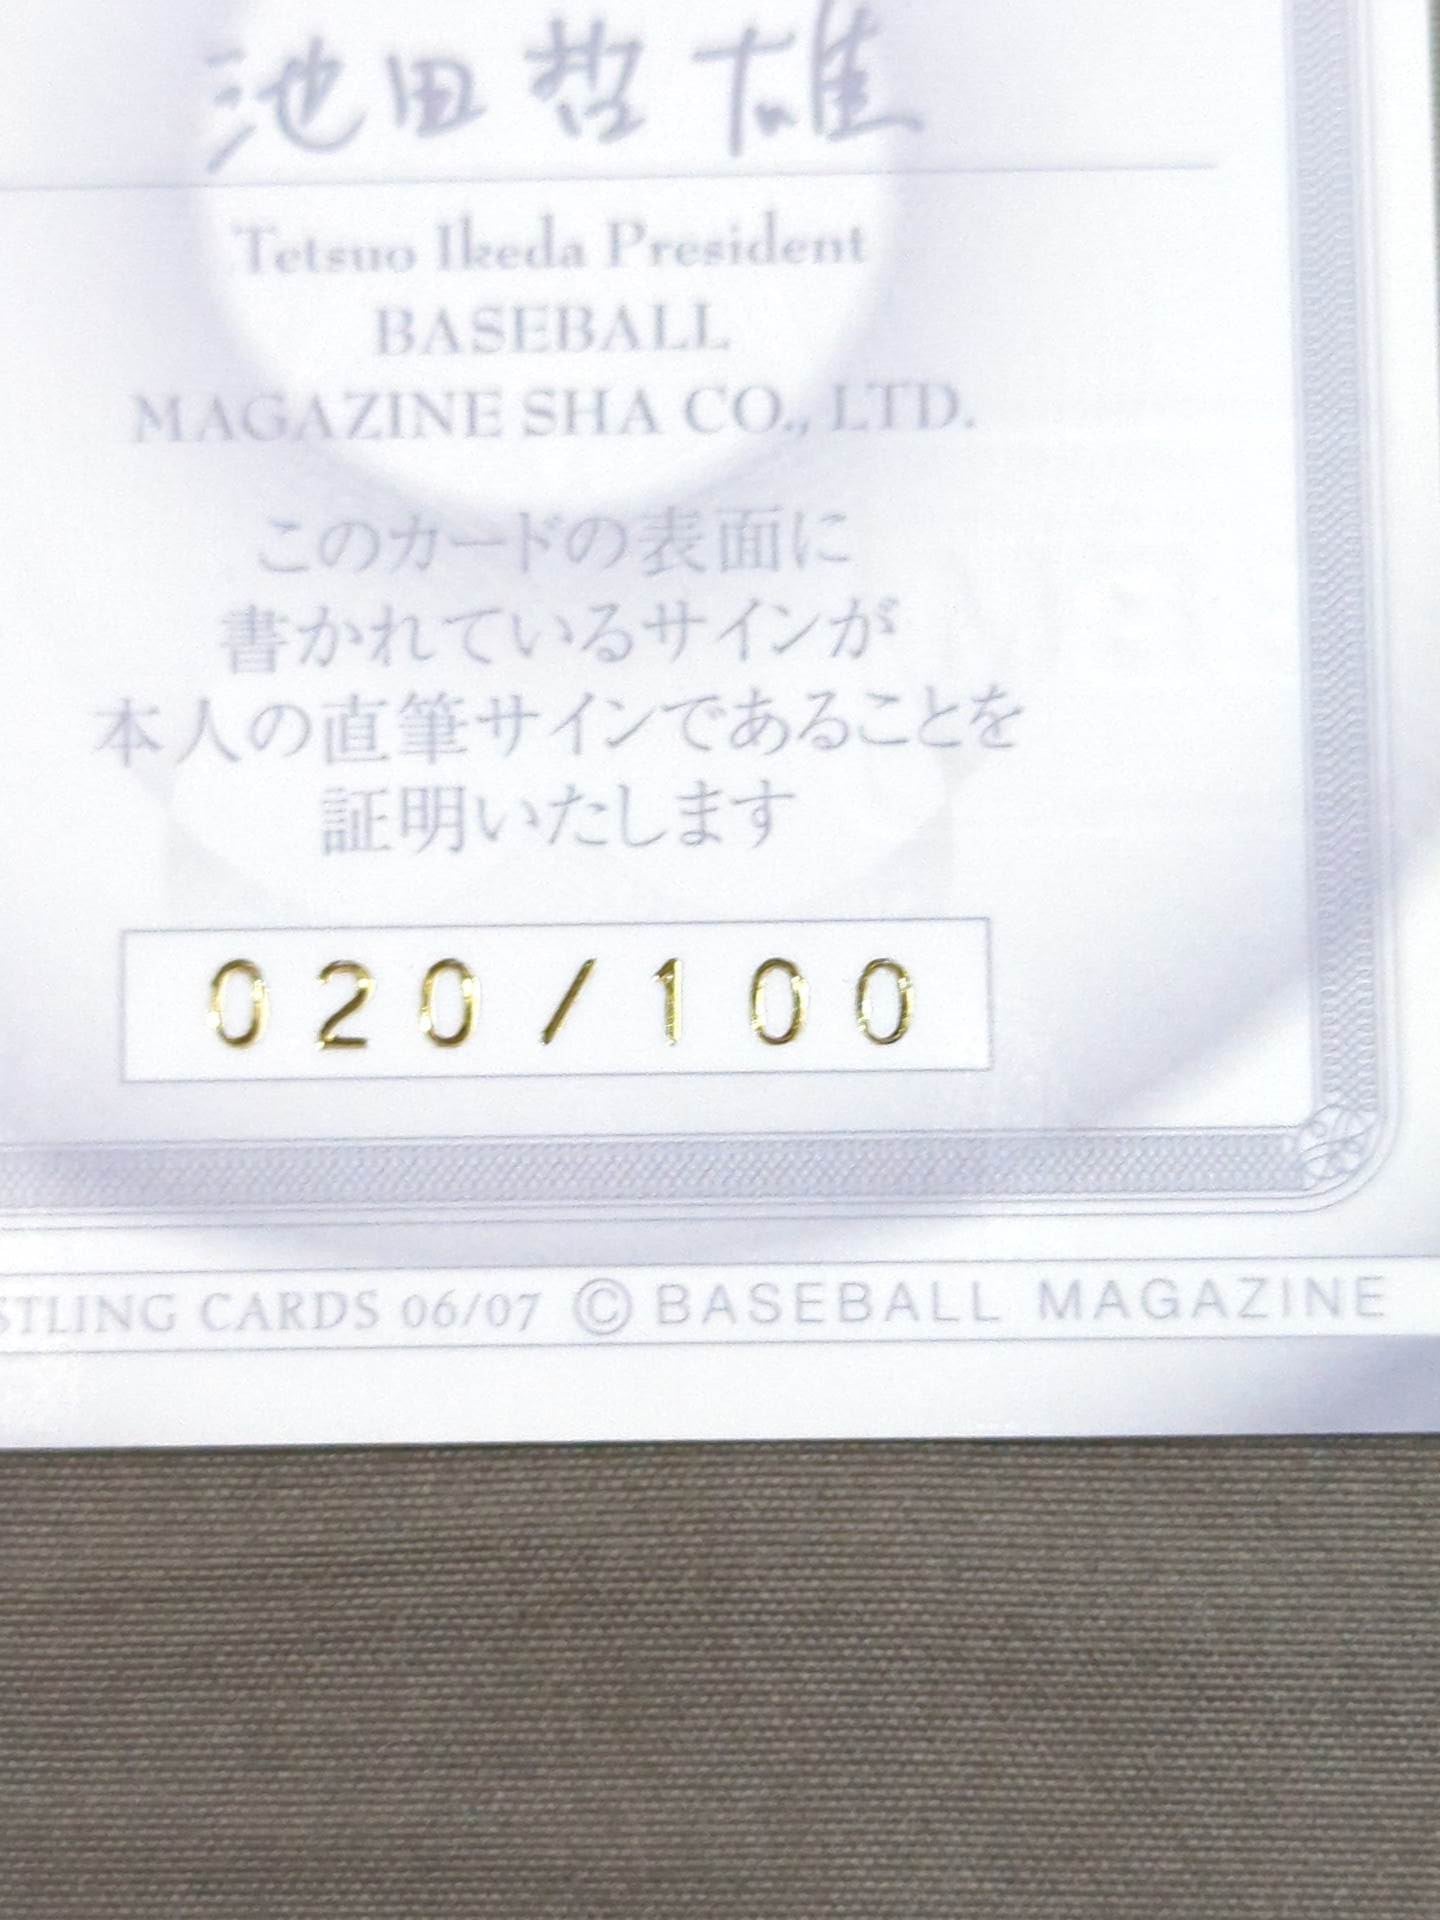 池田哲雄
Tetsuo Ikeda President
BASEBALL
MAGAZINE SHA CO., LTD.
このカードの表面に
書かれているサインが
本人の直筆サインであることを
証明いたします
020/100
STLING CARDS 06/07 © BASEBALL MAGAZINE